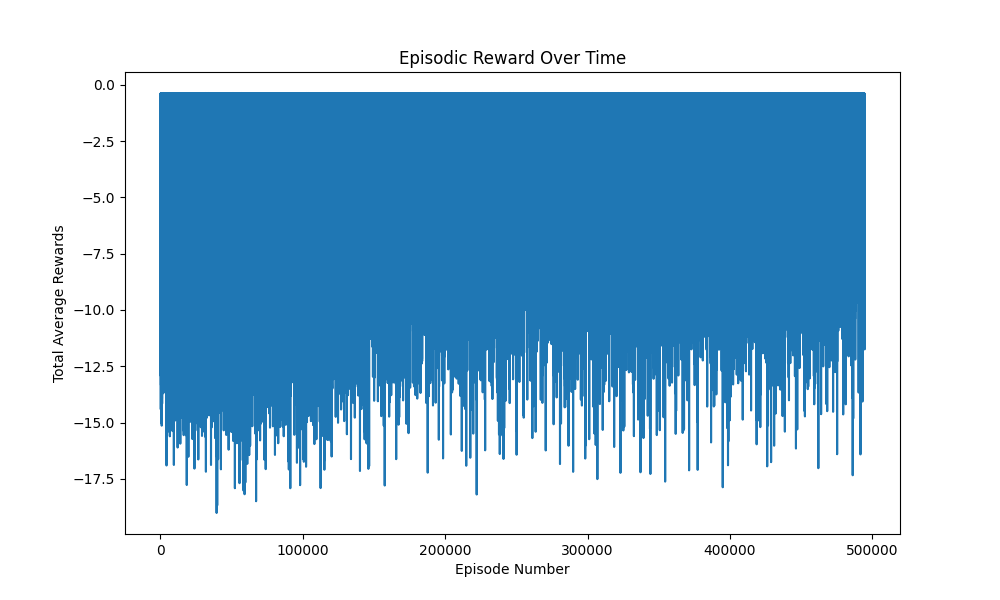 Episodic Reward Over Time
0.0
−2.5
−5.0
−7.5
−10.0
−12.5
−15.0
−17.5
Total Average Rewards
0 100000 200000 300000 400000 500000
Episode Number